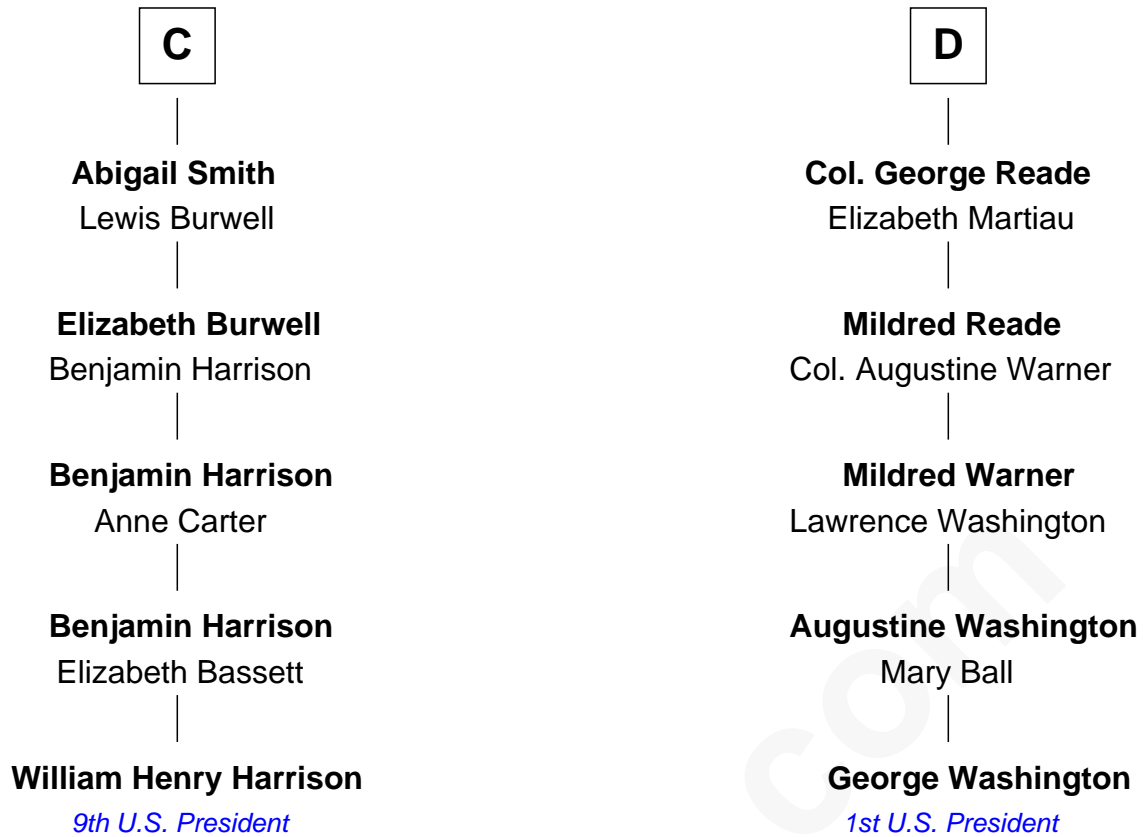 C
Abigail Smith
Lewis Burwell
Elizabeth Burwell
Benjamin Harrison
Benjamin Harrison
Anne Carter
Benjamin Harrison
Elizabeth Bassett
William Henry Harrison
9th U.S. President
D
Col. George Reade
Elizabeth Martiau
Mildred Reade
Col. Augustine Warner
Mildred Warner
Lawrence Washington
Augustine Washington
Mary Ball
George Washington
1st U.S. President
com